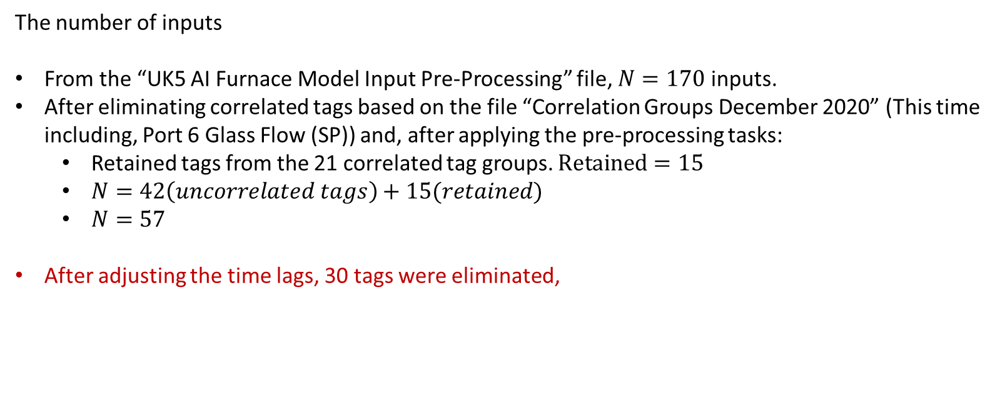 The number of inputs
• From the “UK5 AI Furnace Model Input Pre-Processing” file, N = 170 inputs.
• After eliminating correlated tags based on the file “Correlation Groups December 2020” (This time
including, Port 6 Glass Flow (SP)) and, after applying the pre-processing tasks:
• Retained tags from the 21 correlated tag groups. Retained = 15
• N = 42(uncorrelated tags) + 15(retained)
• N = 57
• After adjusting the time lags, 30 tags were eliminated,